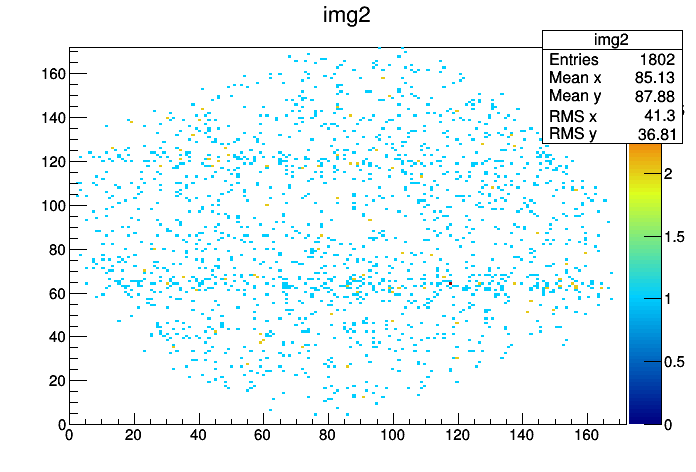 img2
img2
Entries 1802
Mean x 85.13
Mean y 87.88
RMS x 41.3
RMS y 36.81
160
140
120
100
80
60
40
20
0
0 20 40 60 80 100 120 140 160
2
1.5
1
0.5
0